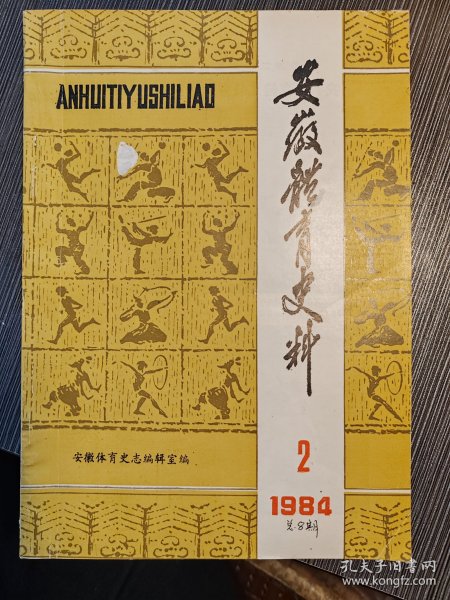 ANHUITIYUSHILIAO
安徽体育史料
安徽体育史志编辑室编
2
1984
总·8期
孔夫子旧书网
www.kongfz.com